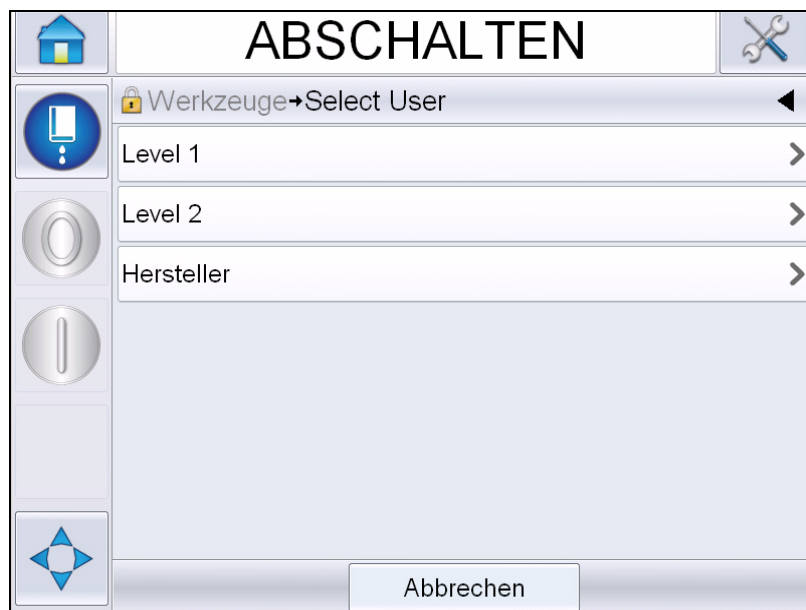 ABSCHALTEN
Werkzeuge→Select User
Level 1
Level 2
Hersteller
Abbrechen